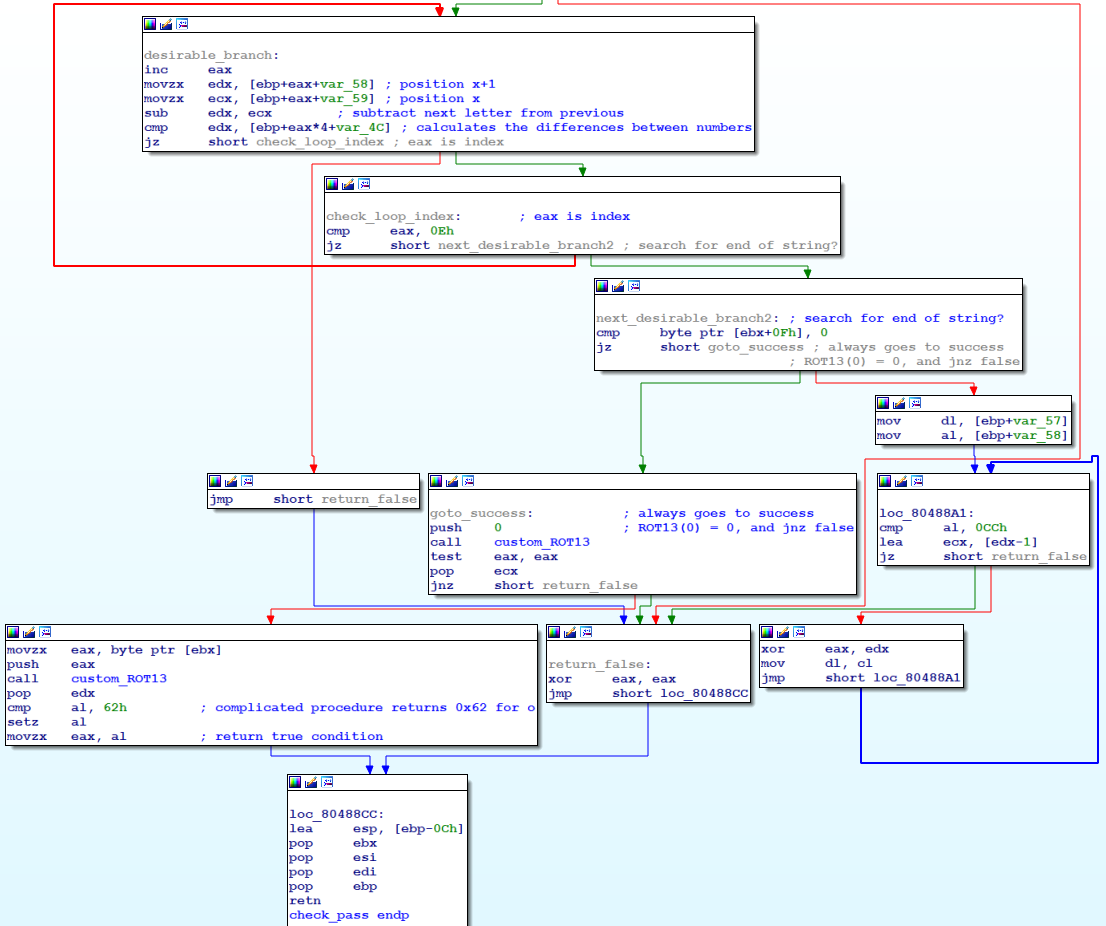 desirable_branch:
inc eax
movzx edx, [ebp+eax+var_58] ; position x+1
movzx ecx, [ebp+eax+var_59] ; position x
sub edx, ecx ; subtract next letter from previous
cmp edx, [ebp+eax*4+var_4C] ; calculates the differences between numbers
jz short check_loop_index ; eax is index
check_loop_index: ; eax is index
cmp eax, 0Eh
jz short next_desirable_branch2 ; search for end of string?
next_desirable_branch2: ; search for end of string?
cmp byte ptr [ebx+0Fh], 0
jz short goto_success ; always goes to success
; ROT13(0) = 0, and jnz false
mov dl, [ebp+var_57]
mov al, [ebp+var_58]
jmp short return_false
goto_success: ; always goes to success
push 0 ; ROT13(0) = 0, and jnz false
call custom_ROT13
test eax, eax
pop ecx
jnz short return_false
loc_80488A1:
cmp al, 0CCh
lea ecx, [edx-1]
jz short return_false
movzx eax, byte ptr [ebx]
push eax
call custom_ROT13
pop edx
cmp al, 62h ; complicated procedure returns 0x62 for o
setz al
movzx eax, al ; return true condition
return_false:
xor eax, eax
jmp short loc_80488CC
xor eax, edx
mov dl, cl
jmp short loc_80488A1
loc_80488CC:
lea esp, [ebp-0Ch]
pop ebx
pop esi
pop edi
pop ebp
retn
check_pass endp